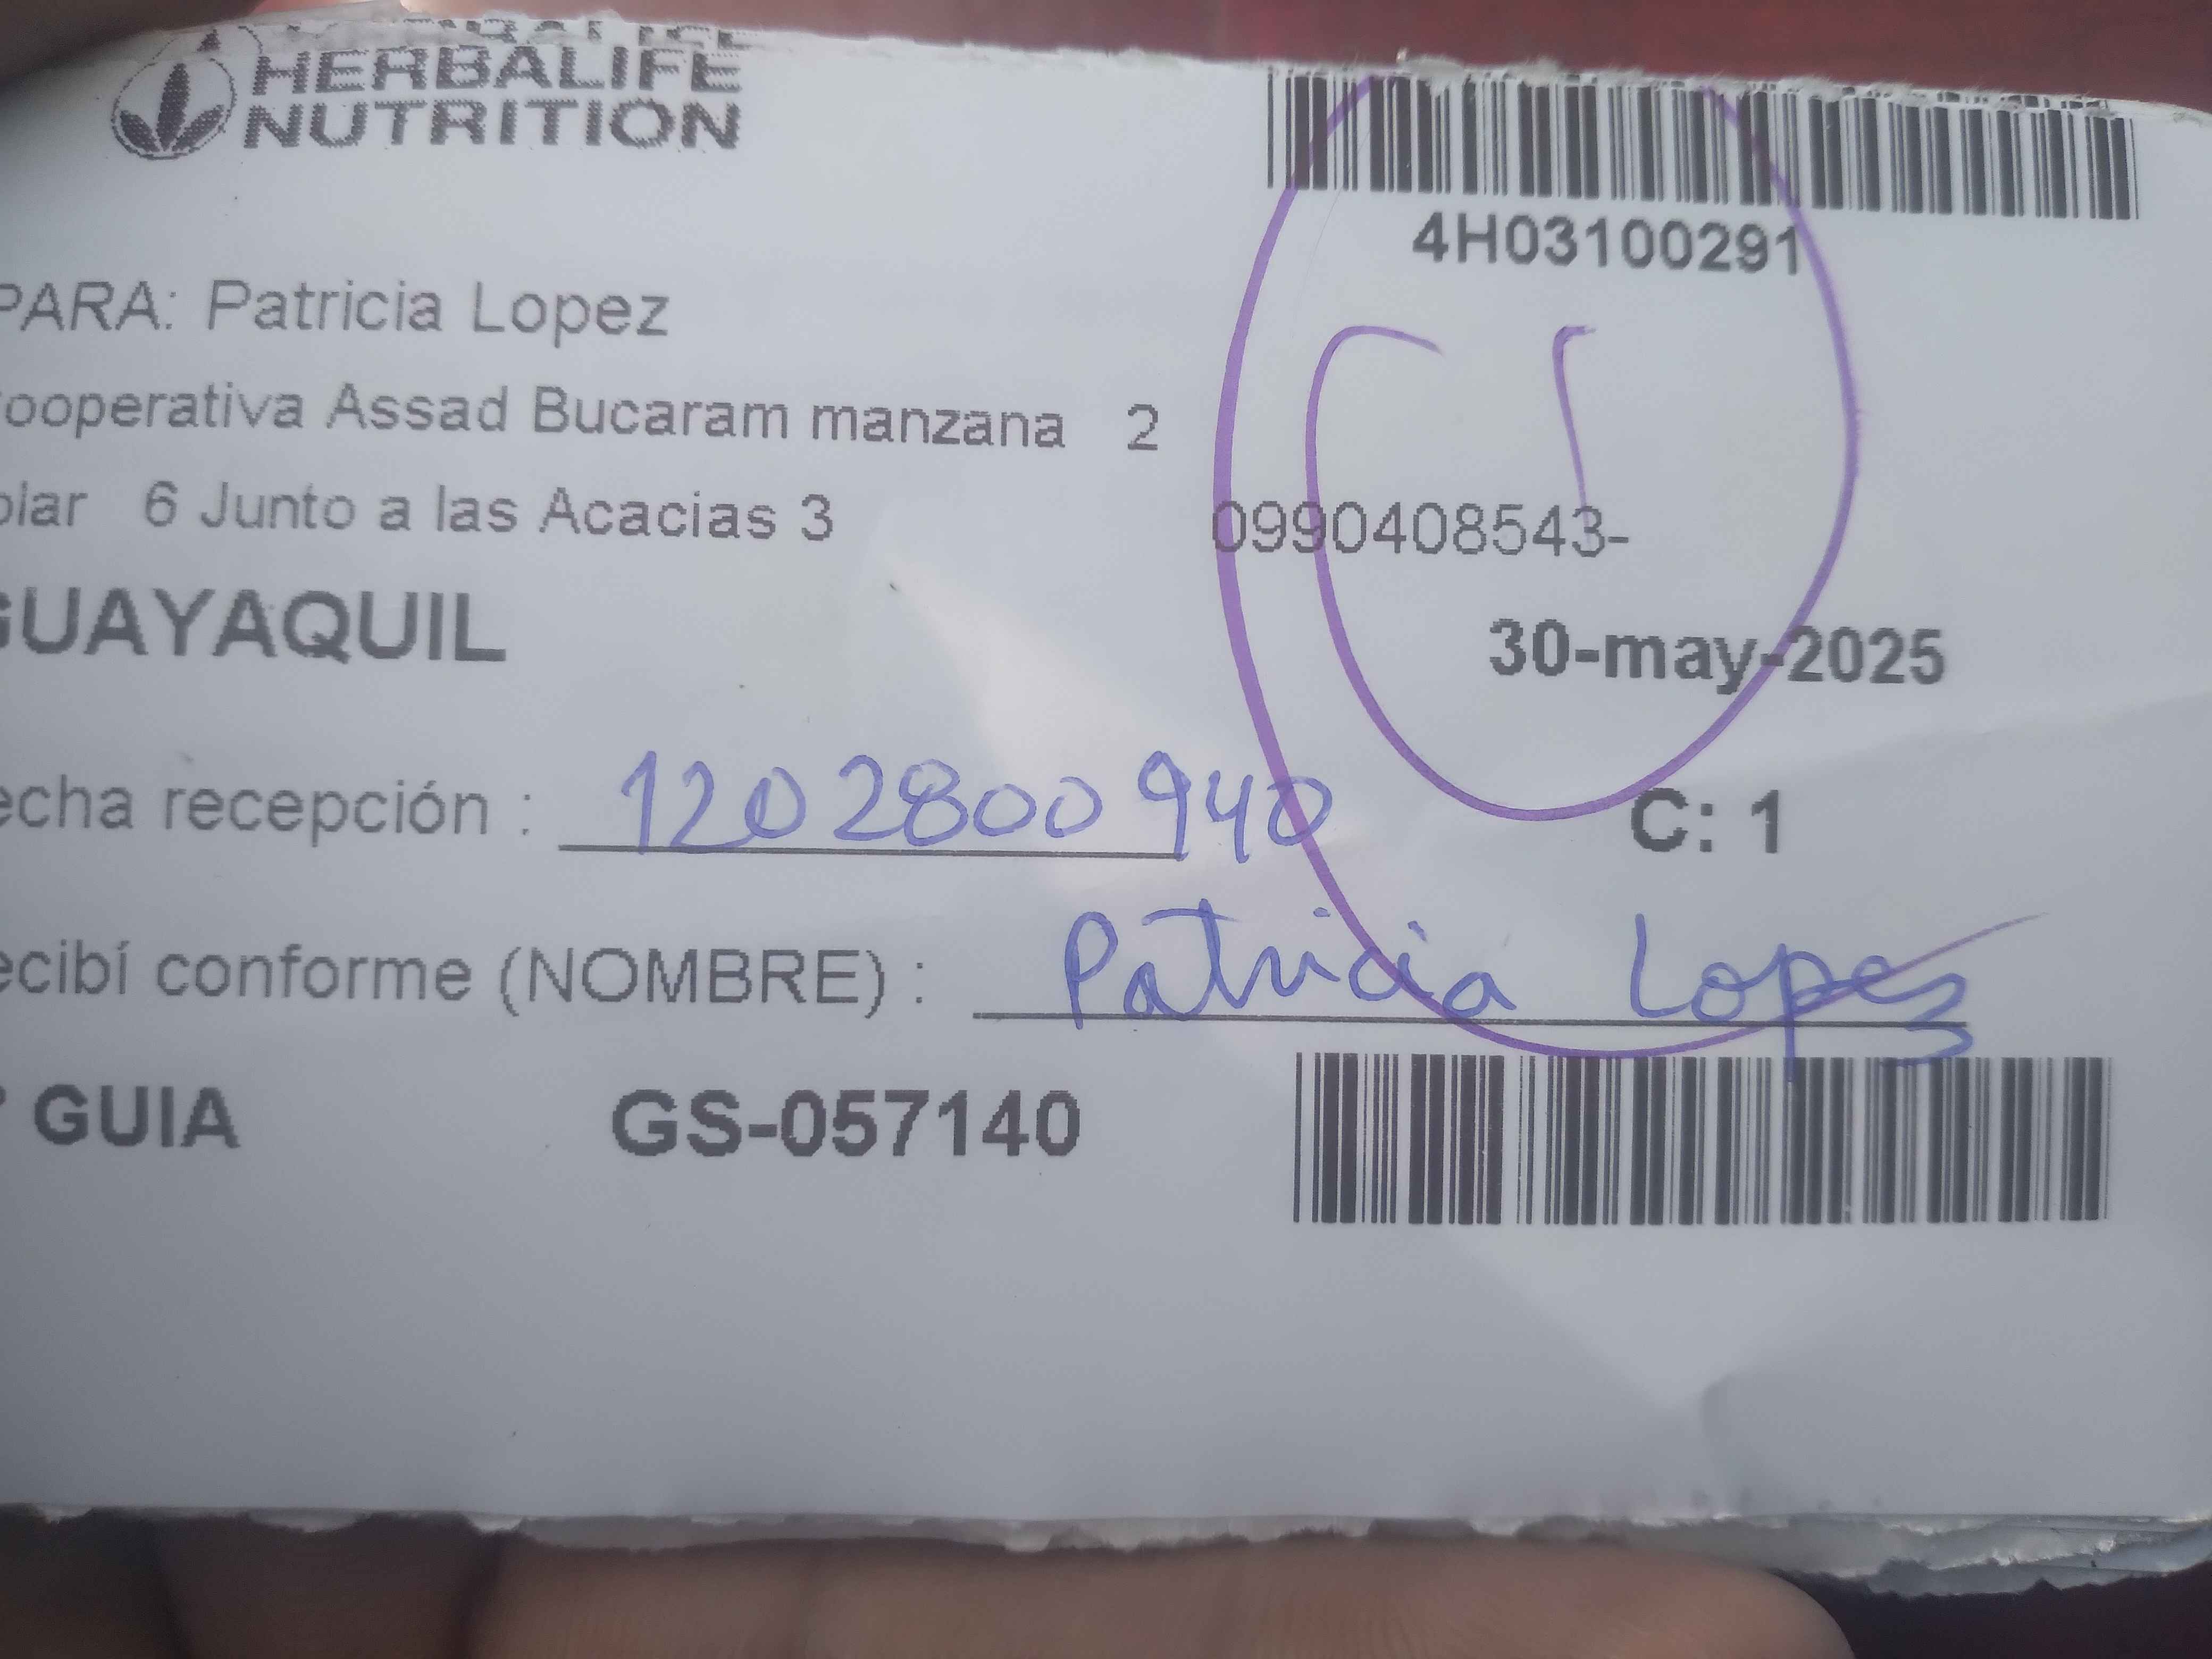 HERBALIFE
NUTRITION
4H03100291
PARA: Patricia Lopez
ooperativa Assad Bucaram manzana 2
olar 6 Junto a las Acacias 3
0990408543-
GUAYAQUIL
30-may-2025
echa recepción : 1202800940
C: 1
ecibí conforme (NOMBRE) : Patricia Lopez
GUIA GS-057140